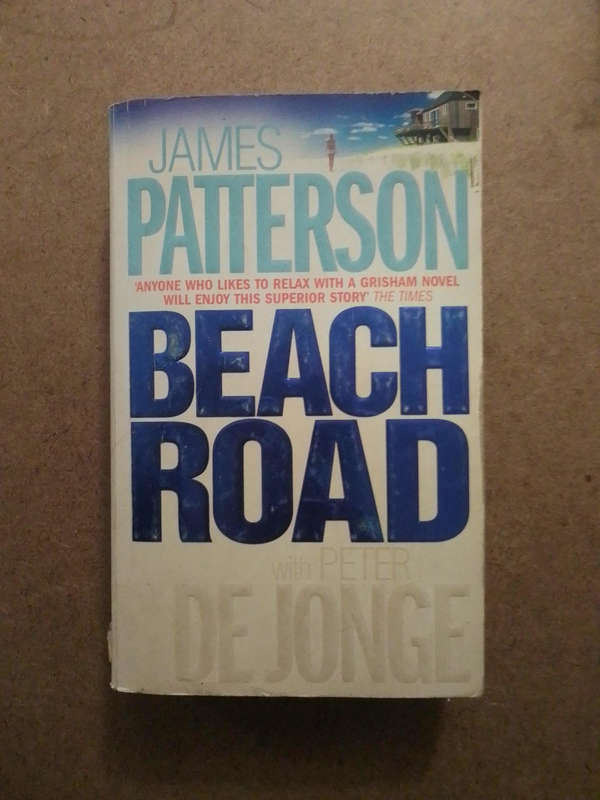 JAMES
PATTERSON
'ANYONE WHO LIKES TO RELAX WITH A GRISHAM NOVEL
WILL ENJOY THIS SUPERIOR STORY' THE TIMES
BEACH
ROAD
with PETER
DE JONGE